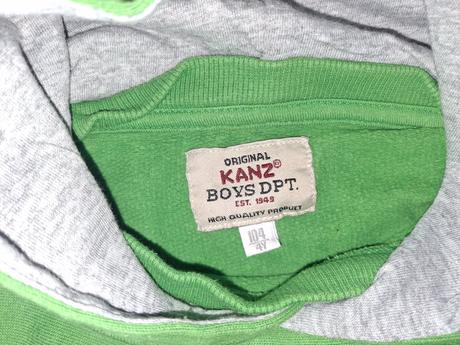 ORIGINAL
KANZ®
BOYS DPT.
EST. 1949
HIGH QUALITY PRODUCT
104
4Y